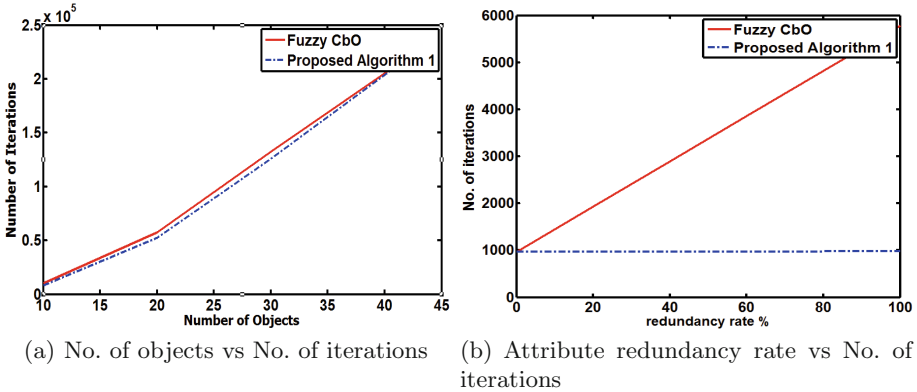 x 10^5
2.5
2
1.5
1
0.5
0
10 15 20 25 30 35 40 45
Number of Iterations
Number of Objects
Fuzzy CbO
Proposed Algorithm 1
(a) No. of objects vs No. of iterations
6000
5000
4000
3000
2000
1000
0
0 20 40 60 80 100
No. of iterations
redundancy rate %
Fuzzy CbO
Proposed Algorithm 1
(b) Attribute redundancy rate vs No. of
iterations